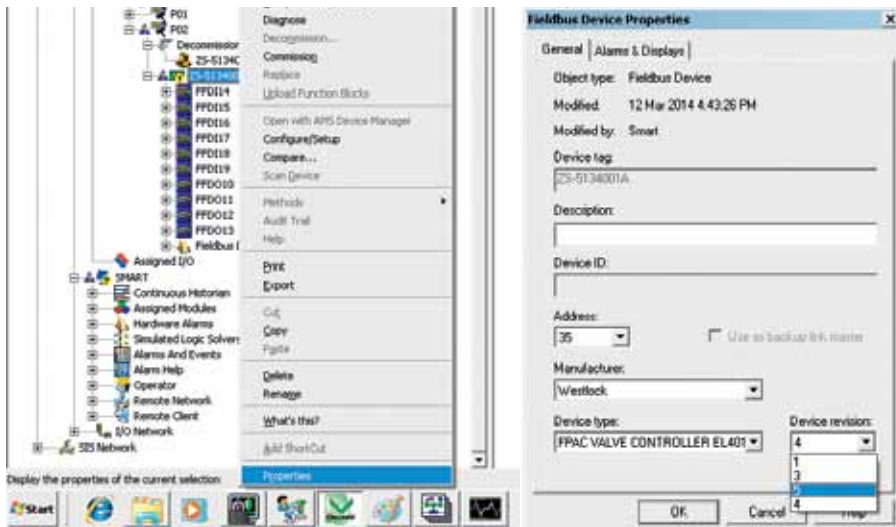 P01
P02
Decommission
ZS-5134C
ZS-513400
FFDI14
FFDI15
FFDI16
FFDI17
FFDI18
FFDI19
FFDO10
FFDO11
FFDO12
FFDO13
Fieldbus
Assigned I/O
SMART
Continuous Historian
Assigned Modules
Hardware Alarms
Simulated Logic Solvers
Alarms And Events
Alarm Help
Operator
Remote Network
Remote Client
I/O Network
SIS Network
Display the properties of the current selection
Start
Diagnose
Decommission...
Commission
Replace
Upload Function Blocks
Open with AMS Device Manager
Configure/Setup
Compare...
Scan Device
Methods
Audit Trail
Help
Print
Export
Cut
Copy
Paste
Delete
Rename
What's this?
Add ShortCut
Properties
Fieldbus Device Properties
General
Alarms & Displays
Object type: Fieldbus Device
Modified: 12 Mar 2014 4:43:26 PM
Modified by: Smart
Device tag:
ZS-5134001A
Description:
Device ID:
Address:
35
Use as backup link master
Manufacturer:
Westlock
Device type:
FPAC VALVE CONTROLLER EL401
Device revision:
4
1
3
4
OK
Cancel
Help